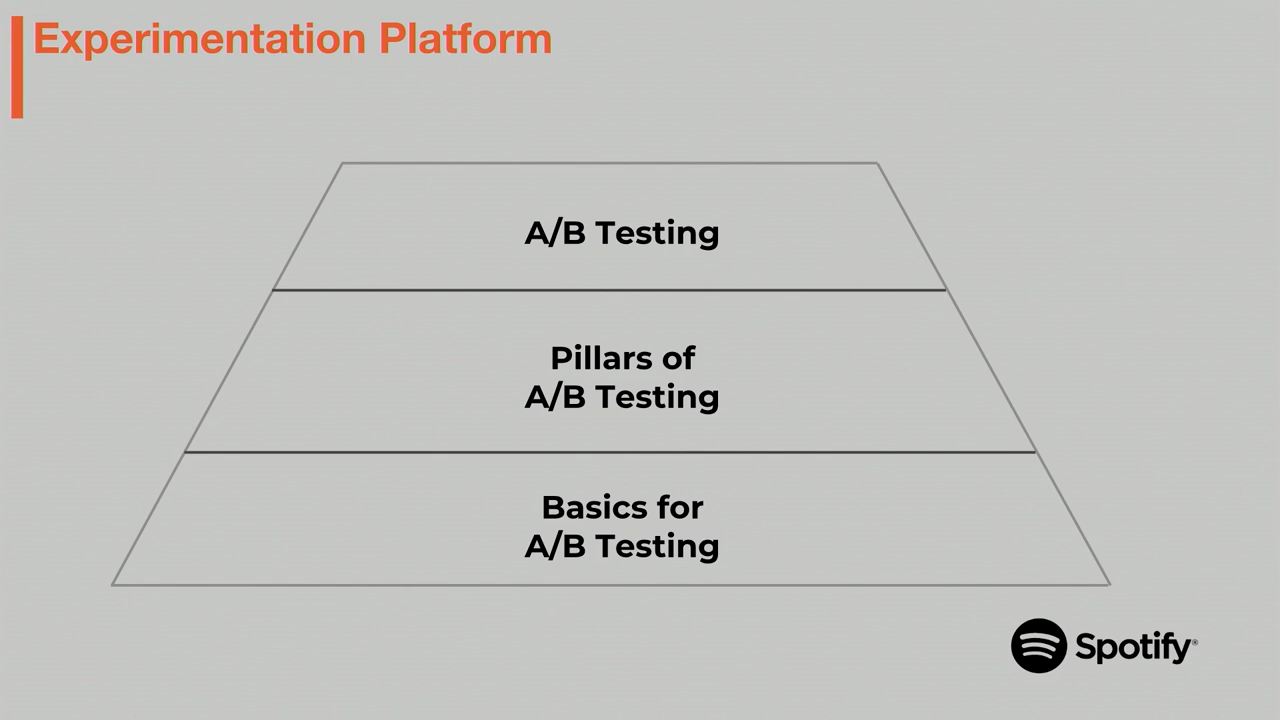 Experimentation Platform
A/B Testing
Pillars of
A/B Testing
Basics for
A/B Testing
Spotify®